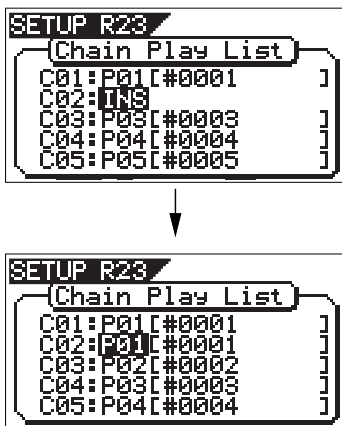 SETUP R23
Chain Play List
C01:P01[#0001 ]
C02:INS
C03:P03[#0003 ]
C04:P04[#0004 ]
C05:P05[#0005 ]
SETUP R23
Chain Play List
C01:P01[#0001 ]
C02:P01[#0001 ]
C03:P02[#0002 ]
C04:P03[#0003 ]
C05:P04[#0004 ]